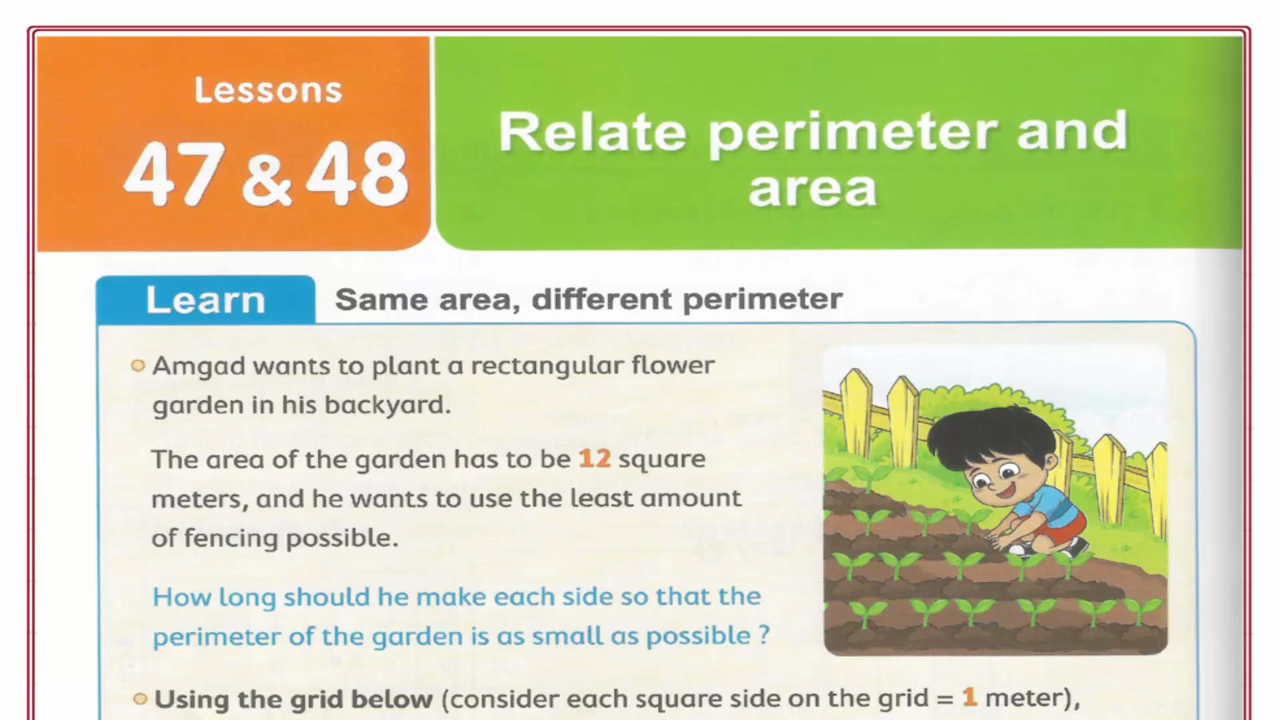 Lessons
47 & 48
Relate perimeter and
area
Learn
Same area, different perimeter
Amgad wants to plant a rectangular flower
garden in his backyard.
The area of the garden has to be 12 square
meters, and he wants to use the least amount
of fencing possible.
How long should he make each side so that the
perimeter of the garden is as small as possible ?
Using the grid below (consider each square side on the grid = 1 meter),